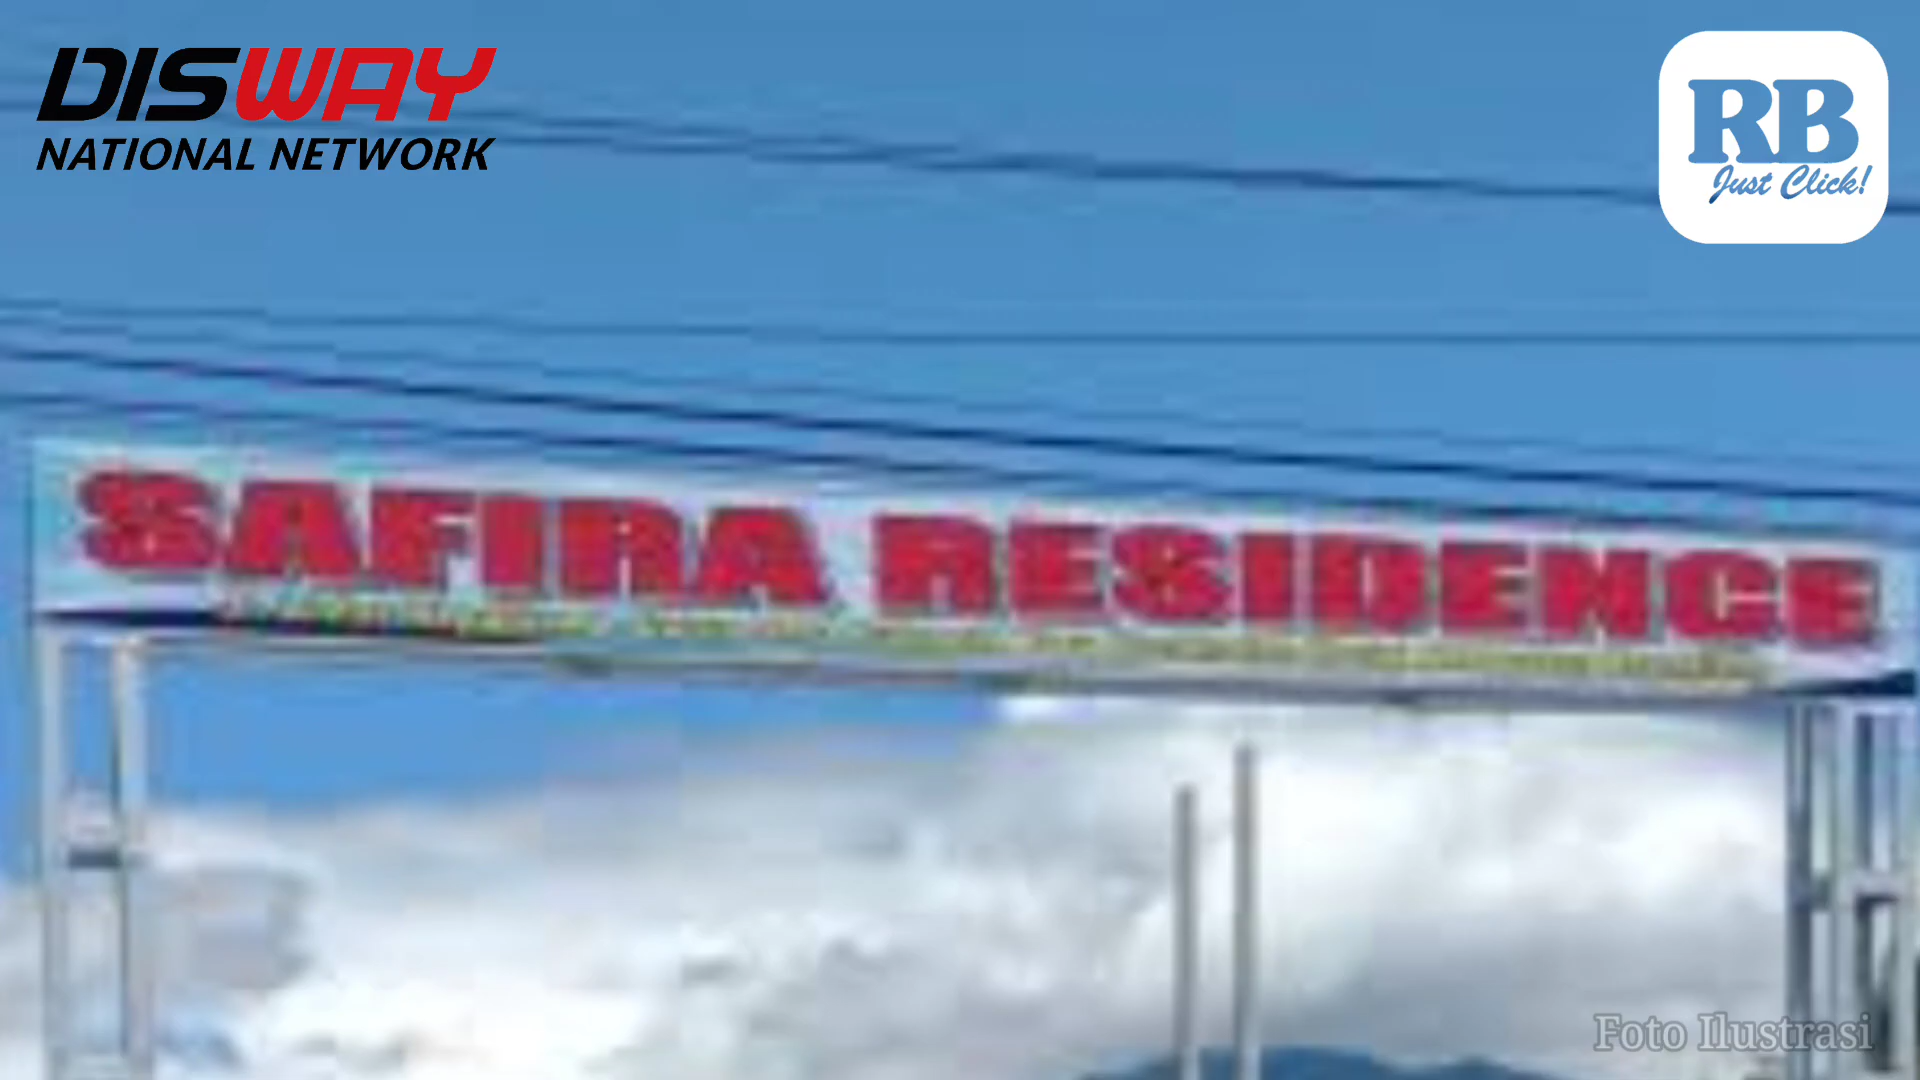 DISWAY
NATIONAL NETWORK
RB
Just Click!
SAFIRA RESIDENCE
Foto Ilustrasi